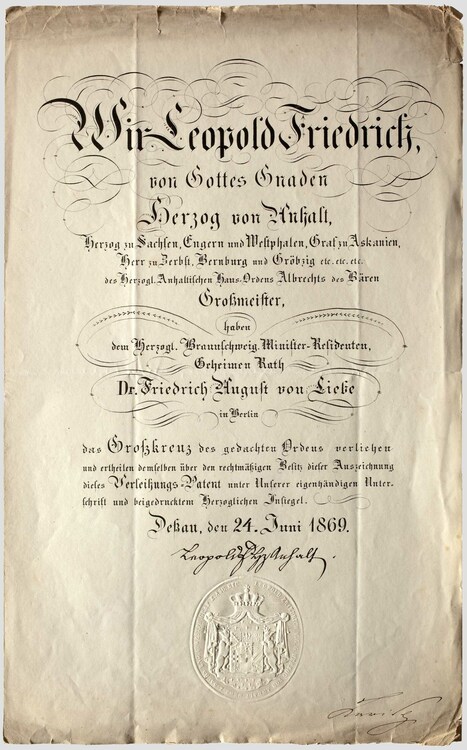 Wir Leopold Friedrich,
von Gottes Gnaden
Herzog von Anhalt,
Herzog zu Sachsen, Engern und Westphalen, Graf zu Askanien,
Herr zu Zerbst, Bernburg und Gröbzig etc. etc. etc.
des Herzogl. Anhaltischen Haus-Ordens Albrechts des Bären
Großmeister,
haben
dem Herzogl. Braunschweig. Minister-Residenten,
Geheimen Rath
Dr. Friedrich August von Liebe
in Berlin
das Großkreuz des gedachten Ordens verliehen
und ertheilen demselben über den rechtmäßigen Besitz dieser Auszeichnung
dieses Verleihungs-Patent unter Unserer eigenhändigen Unter-
schrift und beigedrucktem Herzoglichen Insiegel.
Deßau, den 24. Juni 1869.
Leopold Hz Anhalt.